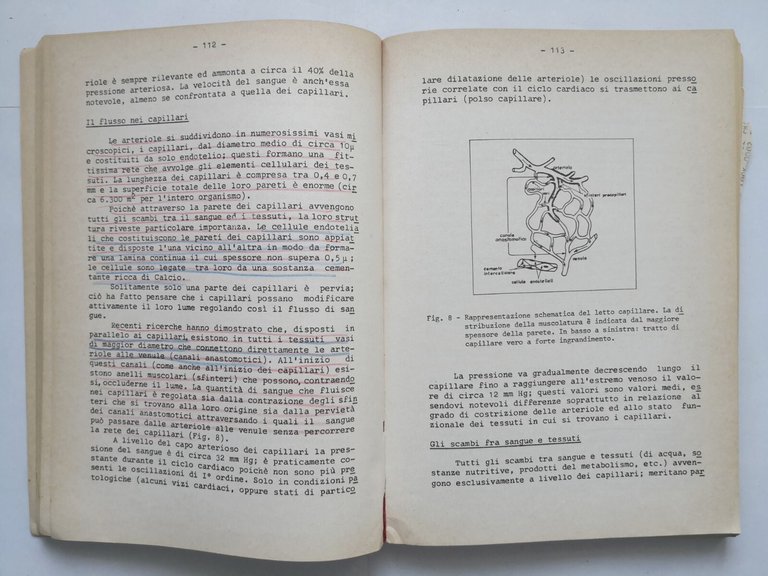 - 112 -
riole è sempre rilevante ed ammonta a circa il 40% della
pressione arteriosa. La velocità del sangue è anch'essa
notevole, almeno se confrontata a quella dei capillari.
Il flusso nei capillari
Le arteriole si suddividono in numerosissimi vasi mi
croscopici, i capillari, dal diametro medio di circa 10µ
e costituiti da solo endotelio; questi formano una fit-
tissima rete che avvolge gli elementi cellulari dei tes-
suti. La lunghezza dei capillari è compresa tra 0,4 e 0,7
mm e la superficie totale delle loro pareti è enorme (cir
ca 6.300 m² per l'intero organismo).
Poichè attraverso la parete dei capillari avvengono
tutti gli scambi tra il sangue ed i tessuti, la loro strut
tura riveste particolare importanza. Le cellule endotelia
li che costituiscono le pareti dei capillari sono appiat
tite e disposte l'una vicino all'altra in modo da forma-
re una lamina continua il cui spessore non supera 0,5µ;
le cellule sono legate tra loro da una sostanza cemen-
tante ricca di Calcio.
Solitamente solo una parte dei capillari è pervia;
ciò ha fatto pensare che i capillari possano modificare
attivamente il loro lume regolando così il flusso di san
gue.
Recenti ricerche hanno dimostrato che, disposti in
parallelo ai capillari, esistono in tutti i tessuti vasi
di maggior diametro che connettono direttamente le arte-
riole alle venule (canali anastomotici). All'inizio di
questi canali (come anche all'inizio dei capillari) esi-
stono anelli muscolari (sfinteri) che possono, contraendo
si, occluderne il lume. La quantità di sangue che fluisce
nei capillari è regolata sia dalla contrazione degli sfin
teri che si trovano alla loro origine sia dalla pervietà
dei canali anastomotici attraversando i quali il sangue
può passare dalle arteriole alle venule senza percorrere
la rete dei capillari (Fig. 8).
A livello del capo arterioso dei capillari la pres-
sione del sangue è di circa 32 mm Hg; è praticamente co-
stante durante il ciclo cardiaco poichè non sono più pre
senti le oscillazioni di I° ordine. Solo in condizioni pa
tologiche (alcuni vizi cardiaci, oppure stati di partico
- 113 -
lare dilatazione delle arteriole) le oscillazioni presso
rie correlate con il ciclo cardiaco si trasmettono ai ca
pillari (polso capillare).
arteriola
sfinteri precapillari
canale
anastomotico
venula
cemento
intercellulare
cellule endoteliali
Fig. 8 - Rappresentazione schematica del letto capillare. La di
stribuzione della muscolatura è indicata dal maggiore
spessore della parete. In basso a sinistra: tratto di
capillare vero a forte ingrandimento.
La pressione va gradualmente decrescendo lungo il
capillare fino a raggiungere all'estremo venoso il valo-
re di circa 12 mm Hg; questi valori sono valori medi, es
sendovi notevoli differenze soprattutto in relazione al
grado di costrizione delle arteriole ed allo stato fun-
zionale dei tessuti in cui si trovano i capillari.
Gli scambi fra sangue e tessuti
Tutti gli scambi tra sangue e tessuti (di acqua, so
stanze nutritive, prodotti del metabolismo, etc.) avven-
gono esclusivamente a livello dei capillari; meritano par